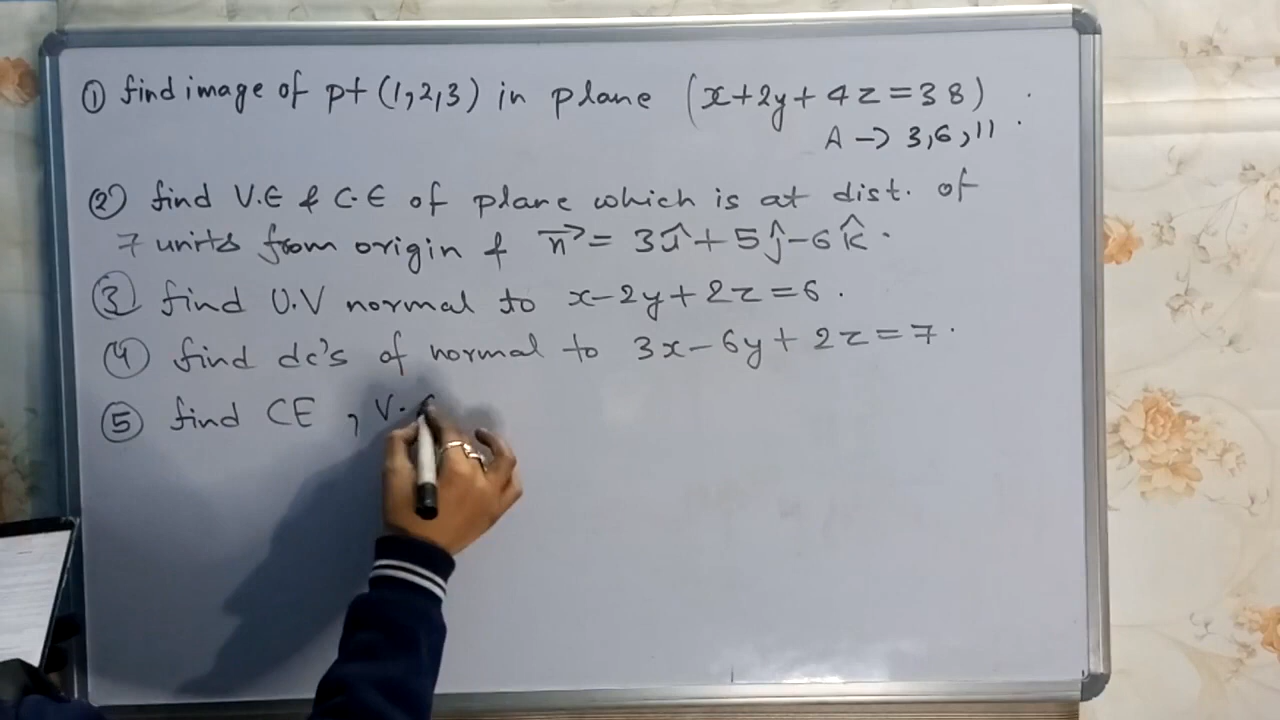 ① find image of pt (1,2,3) in plane (x+2y+4z=38) .
A → 3,6,11 .
② find V.E & C.E of plane which is at dist. of
7 units from origin & n⃗ = 3î+5ĵ-6k̂ .
③ find U.V normal to x-2y+2z=6 .
④ find dc's of normal to 3x-6y+2z=7 .
⑤ find CE , V.